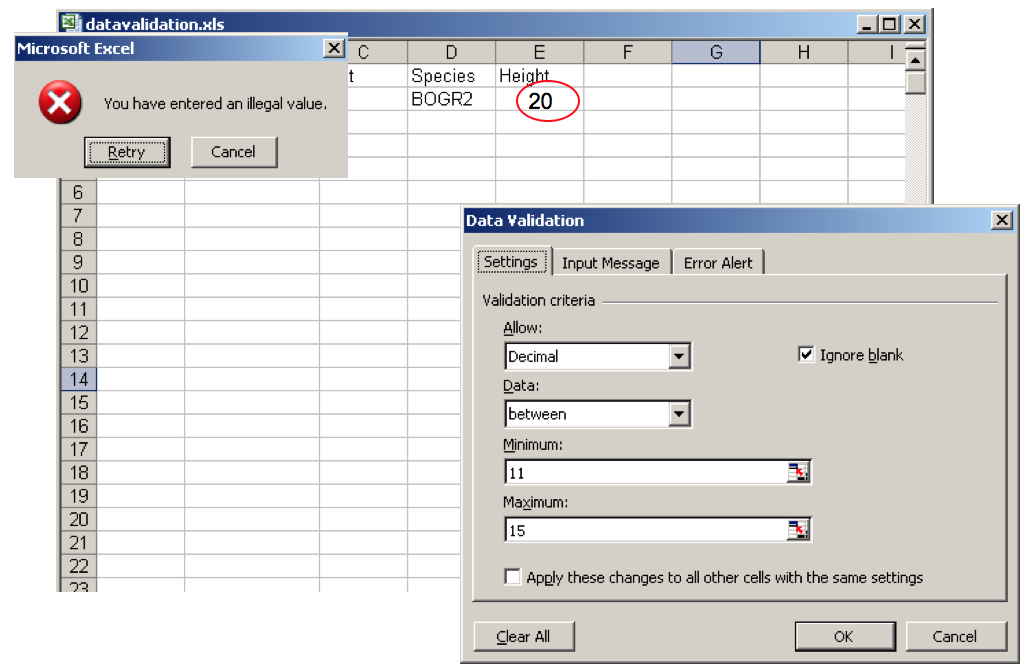 datavalidation.xls
Microsoft Excel
You have entered an illegal value.
Retry Cancel
C D E F G H I
t Species Height
BOGR2 20
6
7
8
9
10
11
12
13
14
15
16
17
18
19
20
21
22
23
Data Validation
Settings Input Message Error Alert
Validation criteria
Allow:
Decimal Ignore blank
Data:
between
Minimum:
11
Maximum:
15
Apply these changes to all other cells with the same settings
Clear All OK Cancel